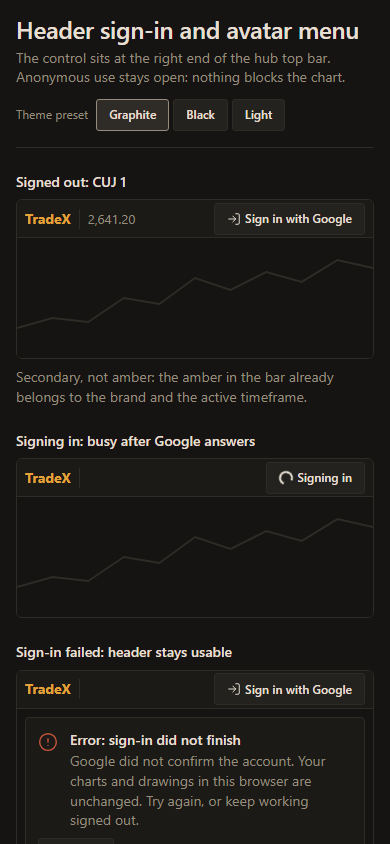 Header sign-in and avatar menu
The control sits at the right end of the hub top bar.
Anonymous use stays open: nothing blocks the chart.
Theme preset Graphite Black Light
Signed out: CUJ 1
TradeX 2,641.20 Sign in with Google
Secondary, not amber: the amber in the bar already
belongs to the brand and the active timeframe.
Signing in: busy after Google answers
TradeX Signing in
Sign-in failed: header stays usable
TradeX Sign in with Google
Error: sign-in did not finish
Google did not confirm the account. Your
charts and drawings in this browser are
unchanged. Try again, or keep working
signed out.